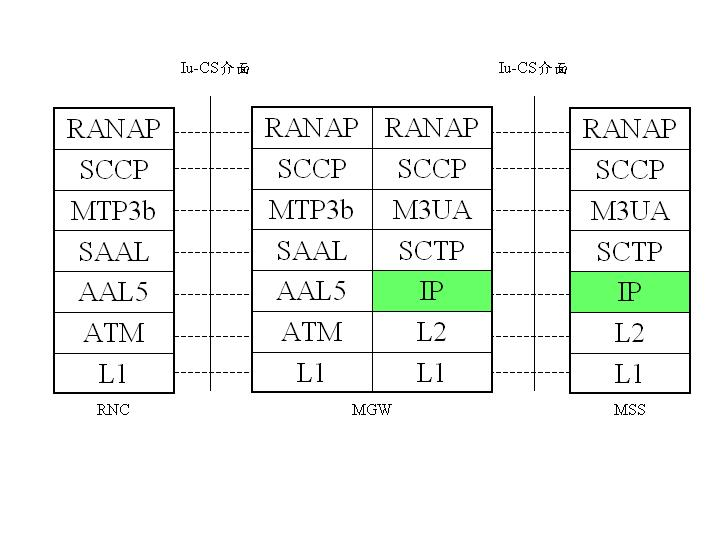 Iu-CS介面 Iu-CS介面
RANAP RANAP RANAP RANAP
SCCP SCCP SCCP SCCP
MTP3b MTP3b M3UA M3UA
SAAL SAAL SCTP SCTP
AAL5 AAL5 IP IP
ATM ATM L2 L2
L1 L1 L1 L1
RNC MGW MSS